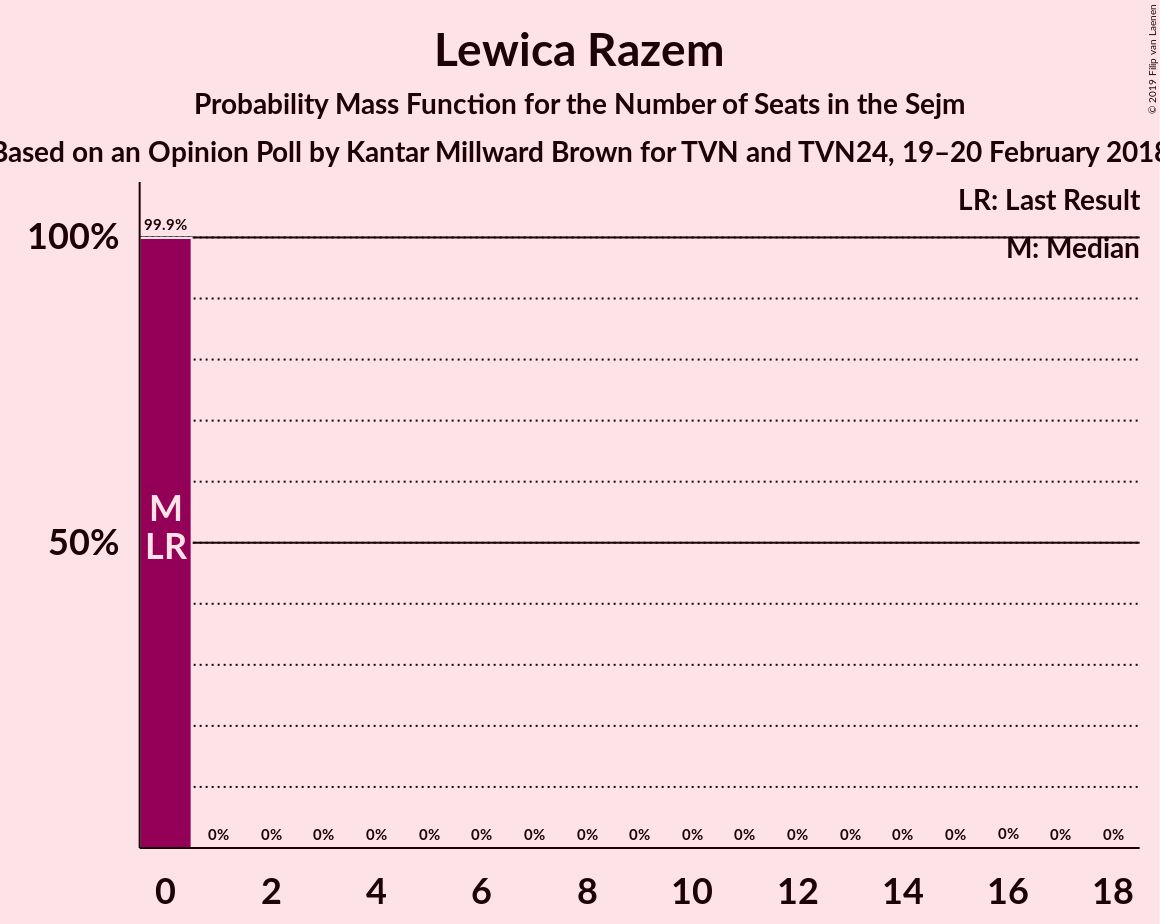 Lewica Razem
Probability Mass Function for the Number of Seats in the Sejm
Based on an Opinion Poll by Kantar Millward Brown for TVN and TVN24, 19–20 February 2018
© 2019 Filip van Laenen
LR: Last Result
M: Median
99.9%
100%
50%
M
LR
0% 0% 0% 0% 0% 0% 0% 0% 0% 0% 0% 0% 0% 0% 0% 0% 0% 0%
0 2 4 6 8 10 12 14 16 18